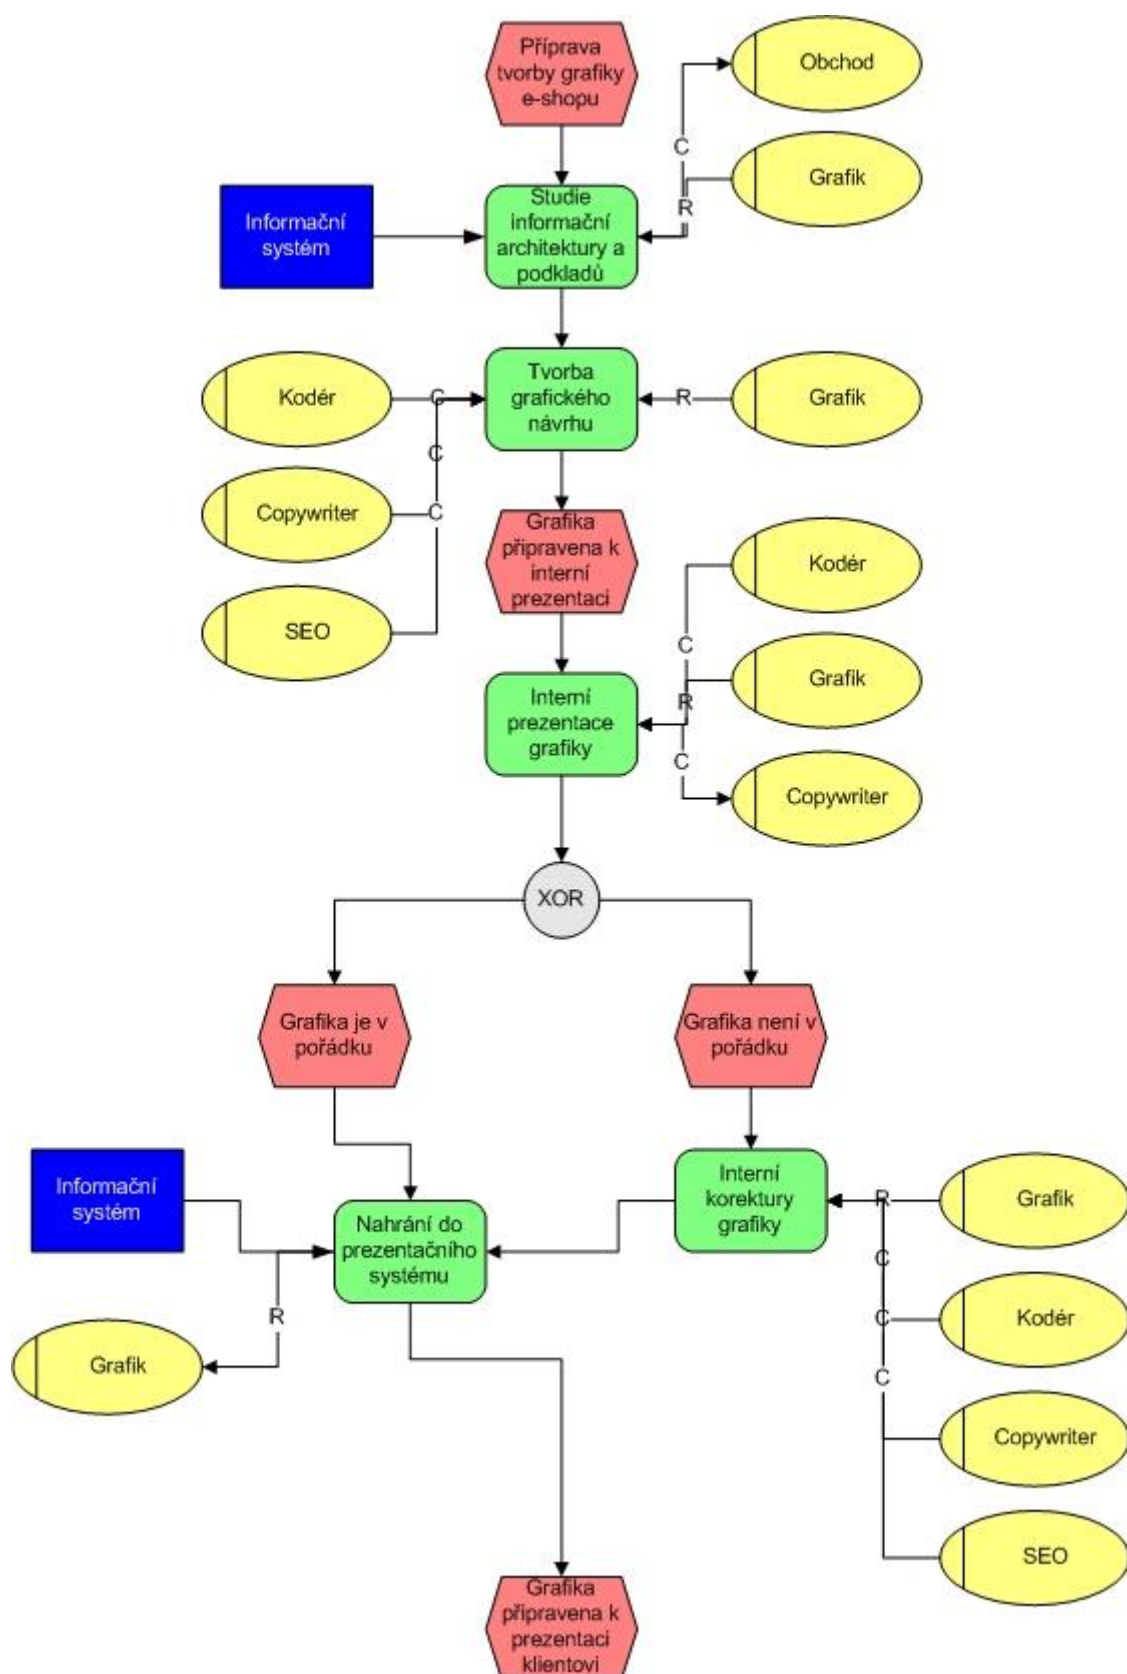 Příprava
tvorby grafiky
e-shopu
Obchod
C
Grafik
R
Informační
systém
Studie
informační
architektury a
podkladů
Kodér
C
Tvorba
grafického
návrhu
R
Grafik
C
Copywriter
C
Grafika
připravena k
interní
prezentaci
Kodér
SEO
C
Interní
prezentace
grafiky
R
Grafik
C
Copywriter
XOR
Grafika je v
pořádku
Grafika není v
pořádku
Informační
systém
Interní
korektury
grafiky
R
Grafik
Nahrání do
prezentačního
systému
C
R
C
Kodér
Grafik
C
Copywriter
SEO
Grafika
připravena k
prezentaci
klientovi